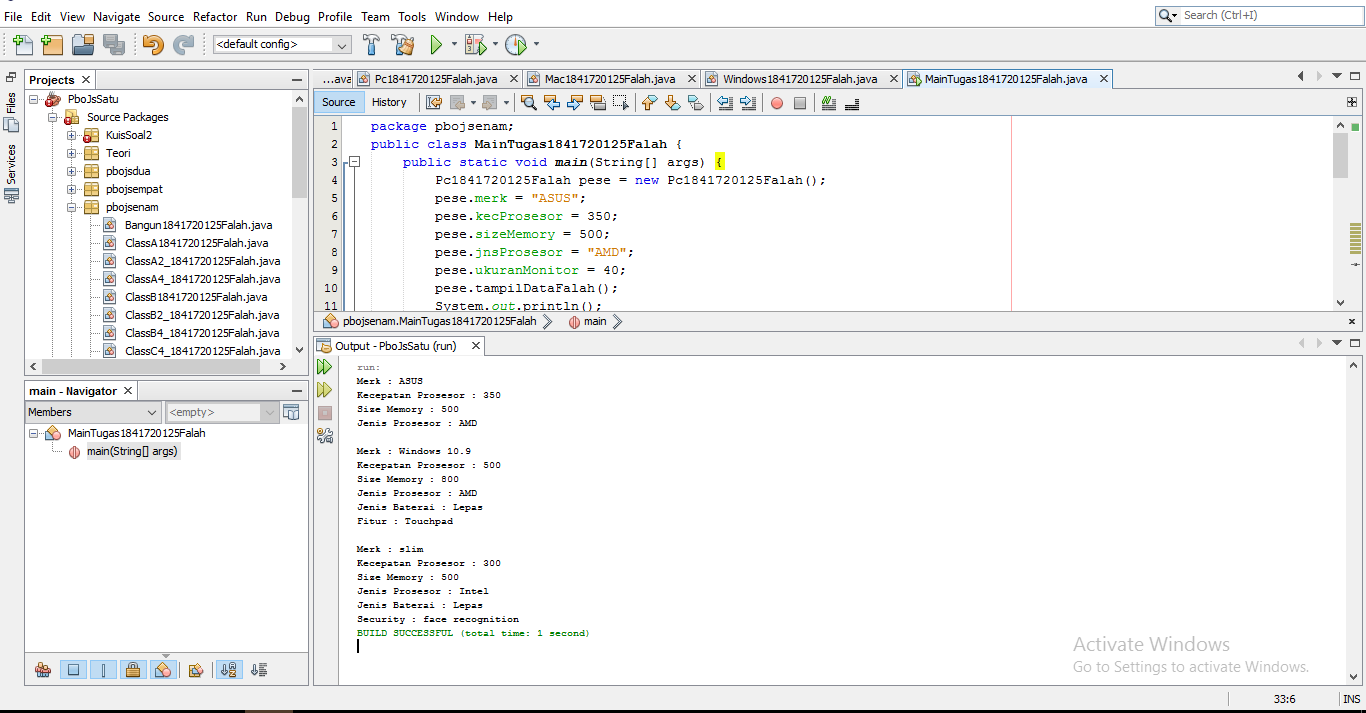 File Edit View Navigate Source Refactor Run Debug Profile Team Tools Window Help
Search (Ctrl+I)
<default config>
Files
Services
Projects
PboJsSatu
Source Packages
KuisSoal2
Teori
pbojsdua
pbojsempat
pbojsenam
Bangun1841720125Falah.java
ClassA1841720125Falah.java
ClassA2_1841720125Falah.java
ClassA4_1841720125Falah.java
ClassB1841720125Falah.java
ClassB2_1841720125Falah.java
ClassB4_1841720125Falah.java
ClassC4_1841720125Falah.java
main - Navigator
Members
<empty>
MainTugas1841720125Falah
main(String[] args)
...ava Pc1841720125Falah.java Mac1841720125Falah.java Windows1841720125Falah.java MainTugas1841720125Falah.java
Source History
1 package pbojsenam;
2 public class MainTugas1841720125Falah {
3 public static void main(String[] args) {
4 Pc1841720125Falah pese = new Pc1841720125Falah();
5 pese.merk = "ASUS";
6 pese.kecProsesor = 350;
7 pese.sizeMemory = 500;
8 pese.jnsProsesor = "AMD";
9 pese.ukuranMonitor = 40;
10 pese.tampilDataFalah();
11 System.out.println();
pbojsenam.MainTugas1841720125Falah main
Output - PboJsSatu (run)
run:
Merk : ASUS
Kecepatan Prosesor : 350
Size Memory : 500
Jenis Prosesor : AMD
Merk : Windows 10.9
Kecepatan Prosesor : 500
Size Memory : 800
Jenis Prosesor : AMD
Jenis Baterai : Lepas
Fitur : Touchpad
Merk : slim
Kecepatan Prosesor : 300
Size Memory : 500
Jenis Prosesor : Intel
Jenis Baterai : Lepas
Security : face recognition
BUILD SUCCESSFUL (total time: 1 second)
Activate Windows
Go to Settings to activate Windows.
33:6 INS